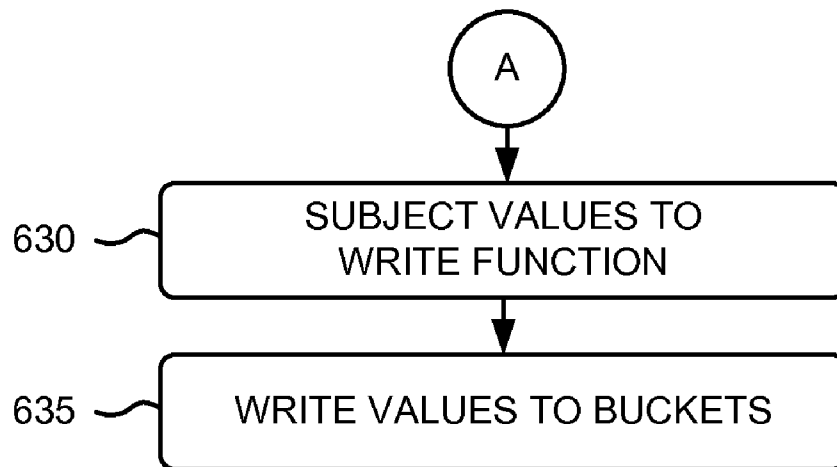 A
630
SUBJECT VALUES TO
WRITE FUNCTION
635
WRITE VALUES TO BUCKETS